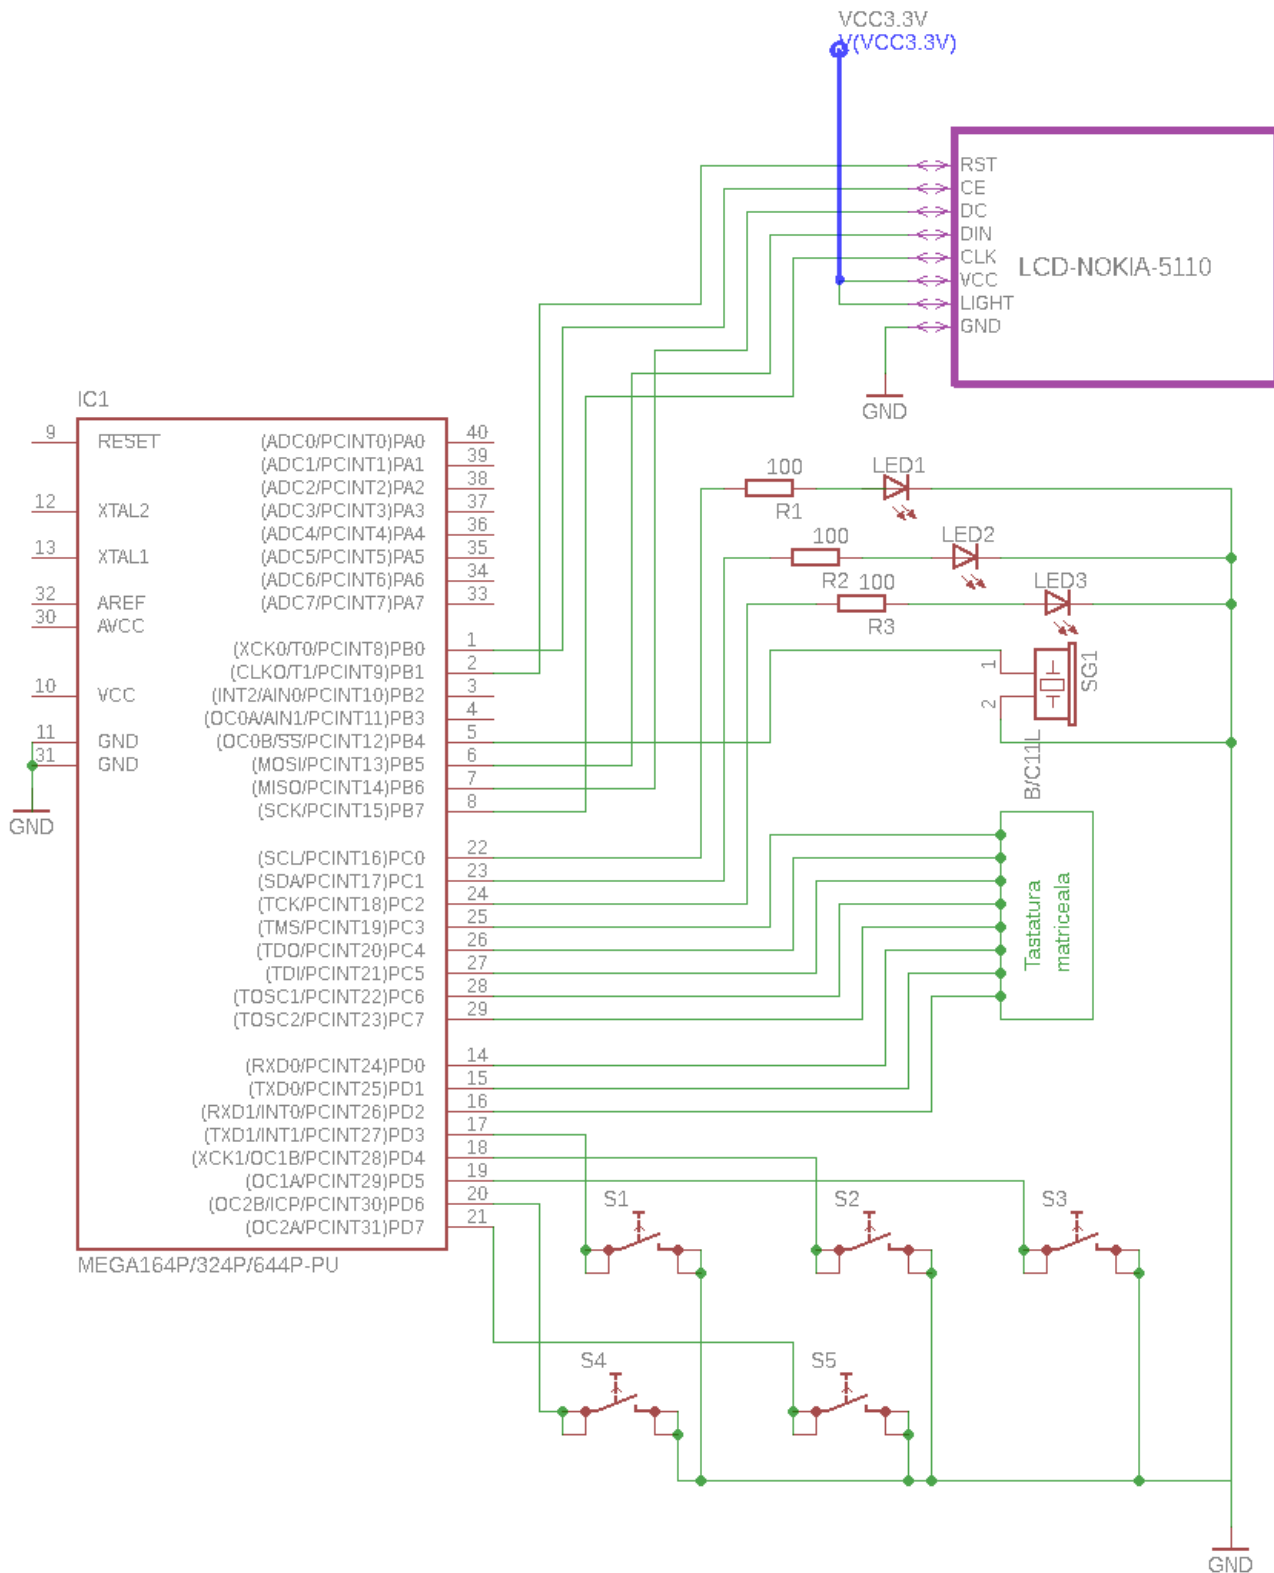 VCC3.3V
V(VCC3.3V)
RST
CE
DC
DIN
CLK
VCC
LIGHT
GND
LCD-NOKIA-5110
GND
IC1
9 RESET
12 XTAL2
13 XTAL1
32 AREF
30 AVCC
10 VCC
11 GND
31 GND
GND
(ADC0/PCINT0)PA0 40
(ADC1/PCINT1)PA1 39
(ADC2/PCINT2)PA2 38
(ADC3/PCINT3)PA3 37
(ADC4/PCINT4)PA4 36
(ADC5/PCINT5)PA5 35
(ADC6/PCINT6)PA6 34
(ADC7/PCINT7)PA7 33
(XCK0/T0/PCINT8)PB0 1
(CLKO/T1/PCINT9)PB1 2
(INT2/AIN0/PCINT10)PB2 3
(OC0A/AIN1/PCINT11)PB3 4
(OC0B/SS/PCINT12)PB4 5
(MOSI/PCINT13)PB5 6
(MISO/PCINT14)PB6 7
(SCK/PCINT15)PB7 8
(SCL/PCINT16)PC0 22
(SDA/PCINT17)PC1 23
(TCK/PCINT18)PC2 24
(TMS/PCINT19)PC3 25
(TDO/PCINT20)PC4 26
(TDI/PCINT21)PC5 27
(TOSC1/PCINT22)PC6 28
(TOSC2/PCINT23)PC7 29
(RXD0/PCINT24)PD0 14
(TXD0/PCINT25)PD1 15
(RXD1/INT0/PCINT26)PD2 16
(TXD1/INT1/PCINT27)PD3 17
(XCK1/OC1B/PCINT28)PD4 18
(OC1A/PCINT29)PD5 19
(OC2B/ICP/PCINT30)PD6 20
(OC2A/PCINT31)PD7 21
MEGA164P/324P/644P-PU
100
R1
LED1
100
R2
LED2
100
R3
LED3
1
2
SG1
B/C11L
Tastatura
matriceala
S1
S2
S3
S4
S5
GND